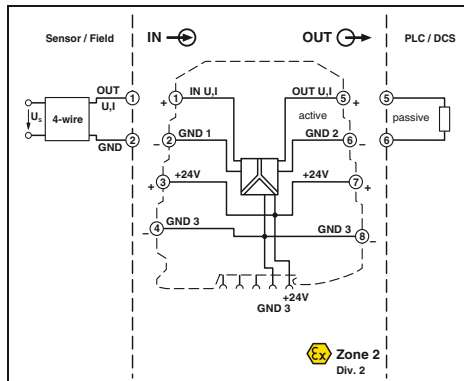 Sensor / Field
IN
OUT
PLC / DCS
OUT
U,I
1
+
1
IN U,I
OUT U,I
5
+
5
Us
4-wire
active
passive
GND
2
–
2
GND 1
GND 2
6
–
6
+
3
+24V
+24V
7
+
–
4
GND 3
GND 3
8
–
+24V
GND 3
Ex
Zone 2
Div. 2